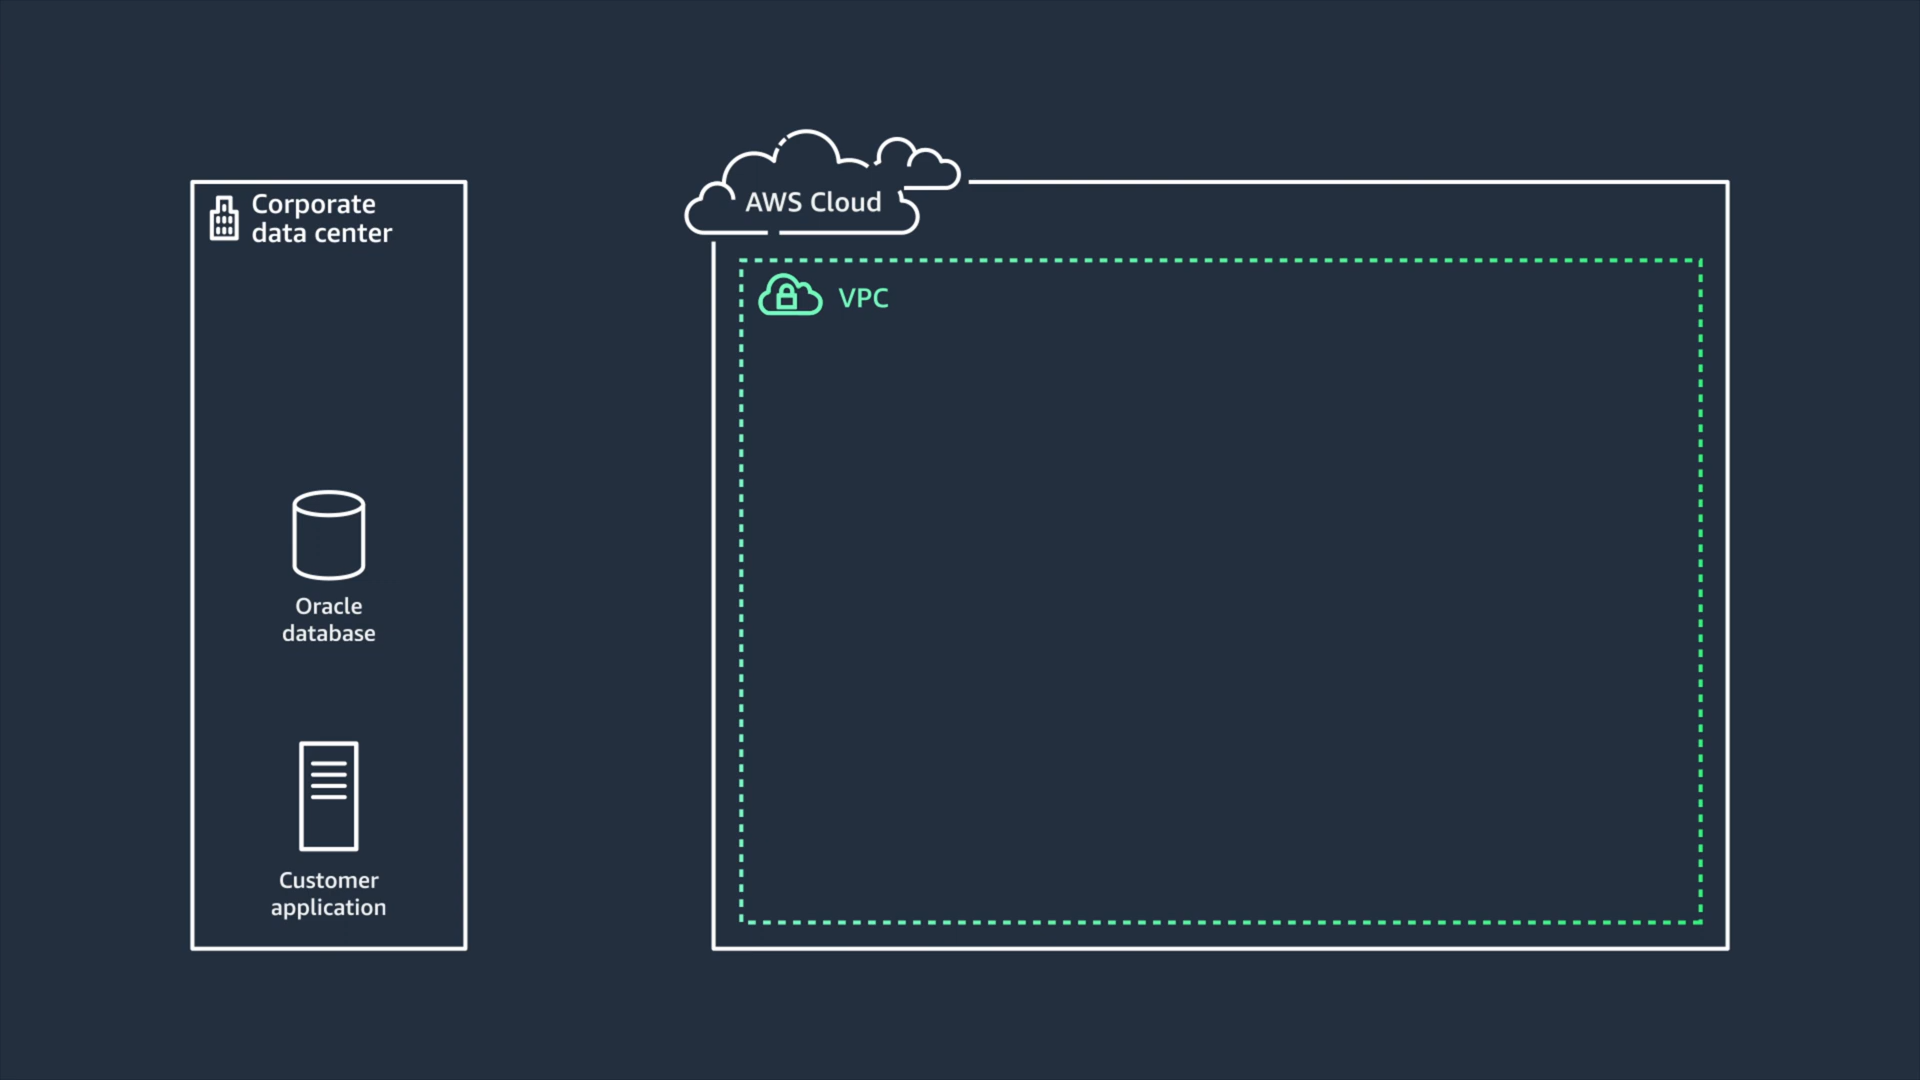 Corporate
data center
Oracle
database
Customer
application
AWS Cloud
VPC